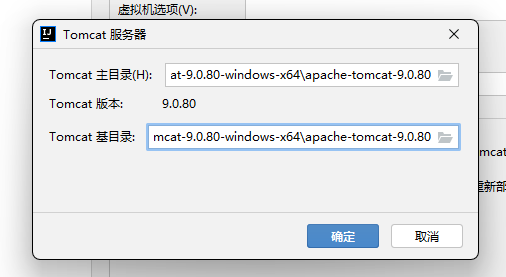 虚拟机选项(V):
IJ
Tomcat 服务器
Tomcat 主目录(H):
at-9.0.80-windows-x64\apache-tomcat-9.0.80
Tomcat 版本:
9.0.80
Tomcat 基目录:
mcat-9.0.80-windows-x64\apache-tomcat-9.0.80
mcat
重新部
确定
取消